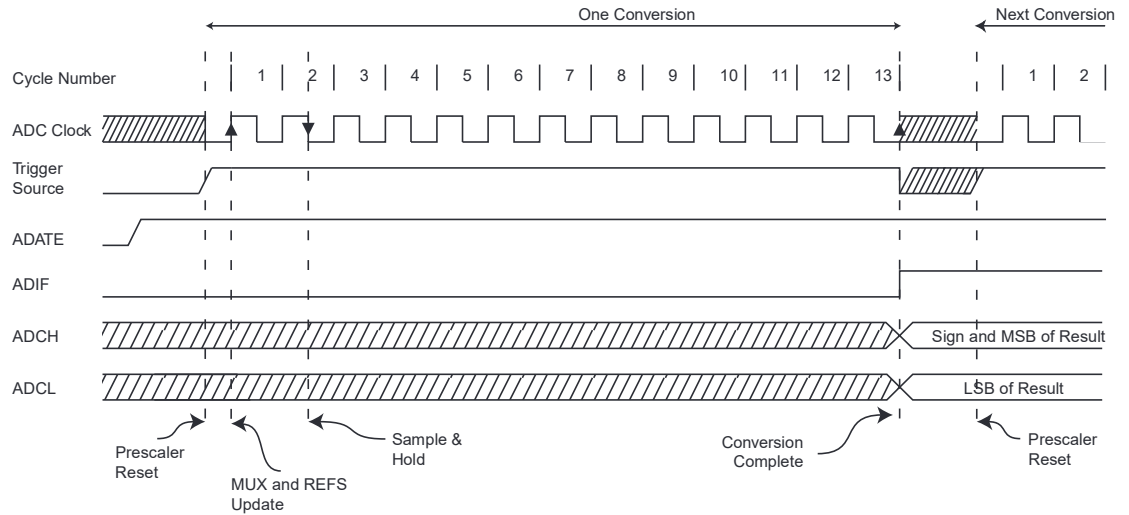 One Conversion
Next Conversion
Cycle Number
1 2 3 4 5 6 7 8 9 10 11 12 13 1 2
ADC Clock
Trigger
Source
ADATE
ADIF
ADCH
Sign and MSB of Result
ADCL
LSB of Result
Prescaler
Reset
MUX and REFS
Update
Sample &
Hold
Conversion
Complete
Prescaler
Reset